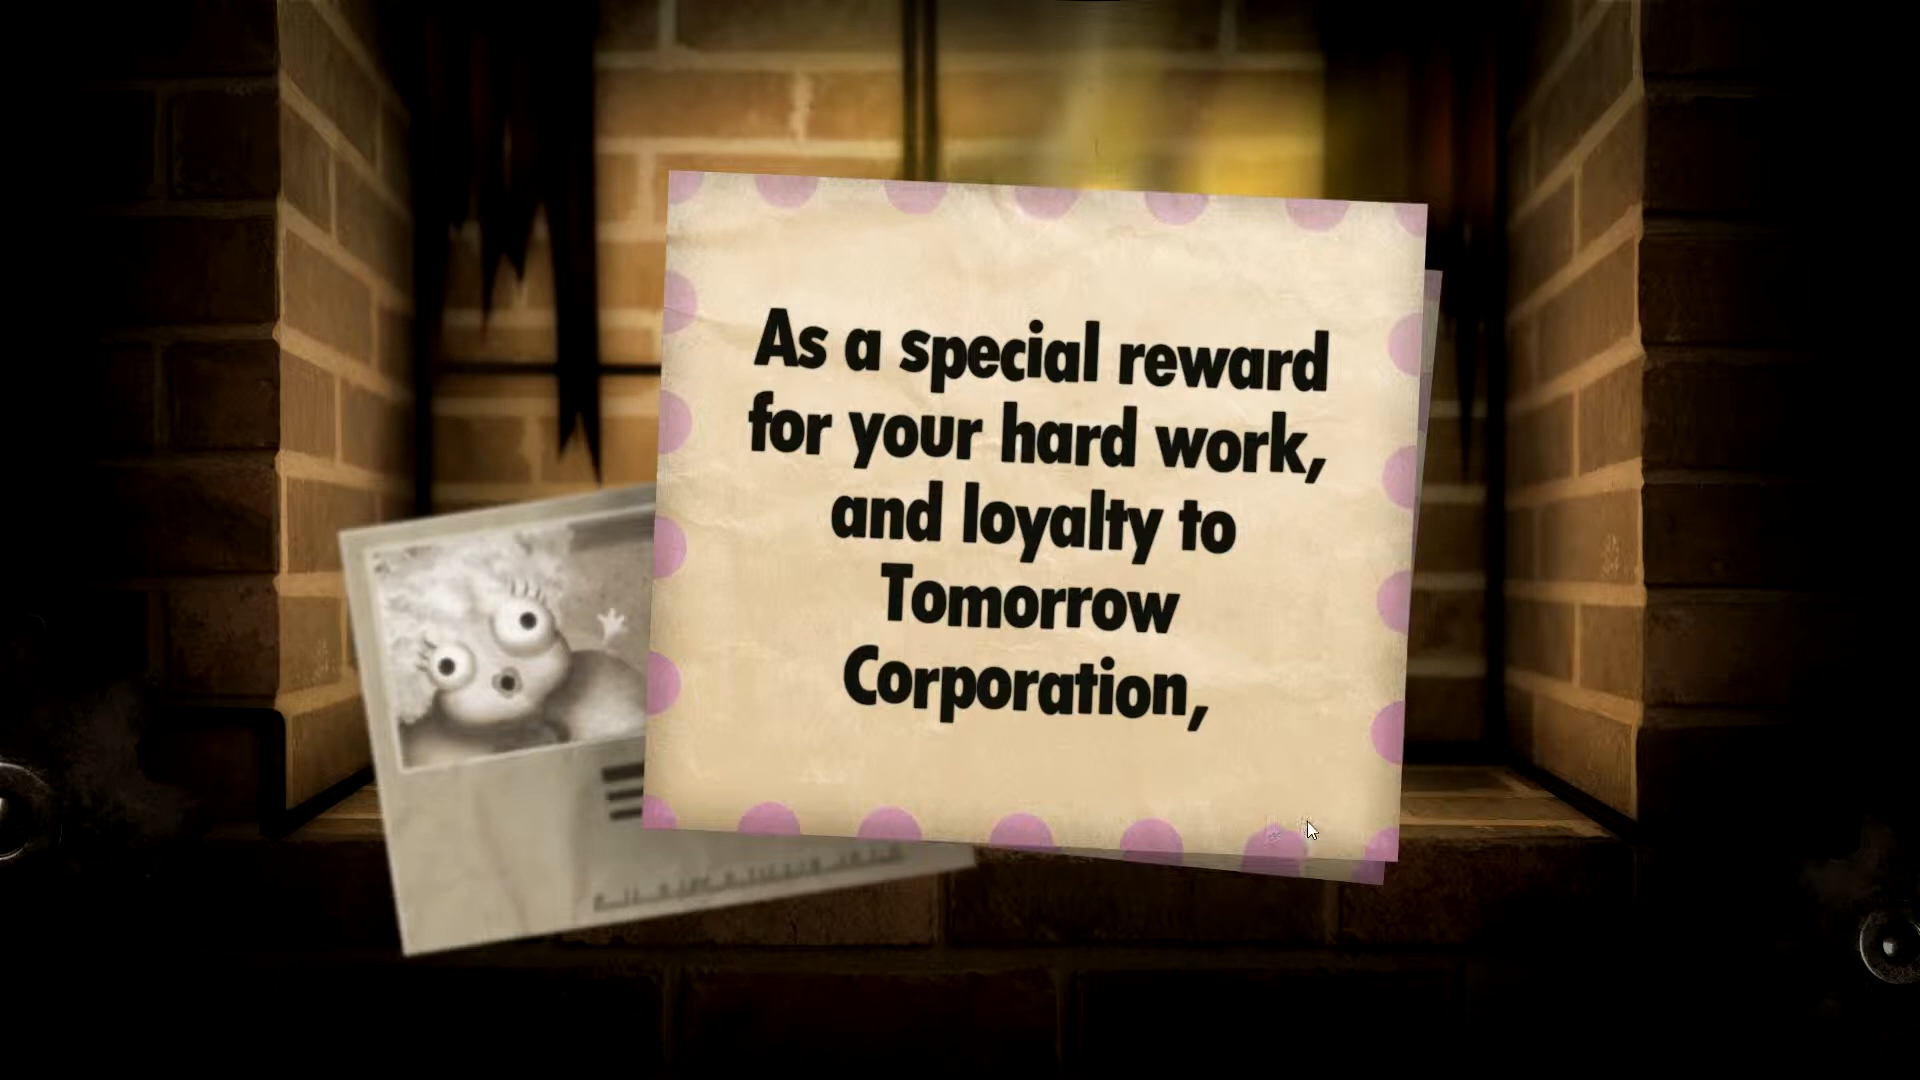 As a special reward
for your hard work,
and loyalty to
Tomorrow
Corporation,